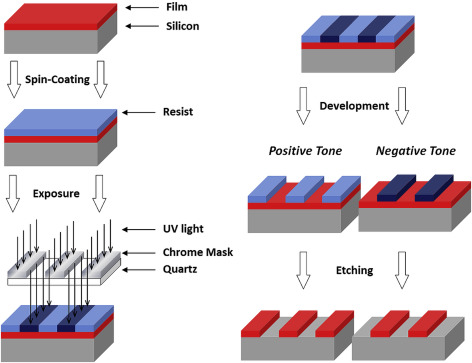 Film
Silicon
Spin-Coating
Resist
Exposure
UV light
Chrome Mask
Quartz
Development
Positive Tone
Negative Tone
Etching